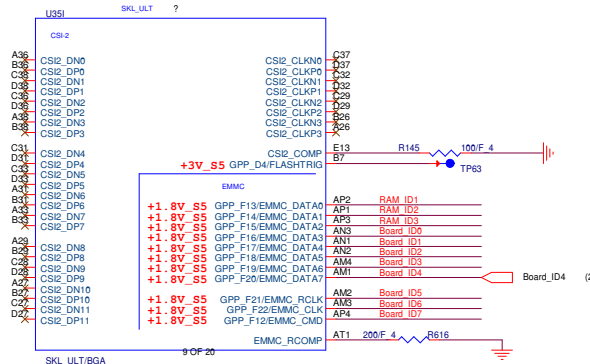 SKL_ULT ?
U35I
CSI-2
A36 CSI2_DN0 CSI2_CLKN0 C37
B36 CSI2_DP0 CSI2_CLKP0 D37
C38 CSI2_DN1 CSI2_CLKN1 C32
D38 CSI2_DP1 CSI2_CLKP1 D32
C36 CSI2_DN2 CSI2_CLKN2 C29
D36 CSI2_DP2 CSI2_CLKP2 D29
A38 CSI2_DN3 CSI2_CLKN3 B26
B38 CSI2_DP3 CSI2_CLKP3 A26
C31 CSI2_DN4 CSI2_COMP E13 R145 100/F_4
D31 CSI2_DP4 +3V_S5 GPP_D4/FLASHTRIG B7 TP63
C33 CSI2_DN5
D33 CSI2_DP5 EMMC
A31 CSI2_DN6
B31 CSI2_DP6 +1.8V_S5 GPP_F13/EMMC_DATA0 AP2 RAM_ID1
A33 CSI2_DN7 +1.8V_S5 GPP_F14/EMMC_DATA1 AP1 RAM_ID2
B33 CSI2_DP7 +1.8V_S5 GPP_F15/EMMC_DATA2 AP3 RAM_ID3
+1.8V_S5 GPP_F16/EMMC_DATA3 AN3 Board_ID0
A29 CSI2_DN8 +1.8V_S5 GPP_F17/EMMC_DATA4 AN1 Board_ID1
B29 CSI2_DP8 +1.8V_S5 GPP_F18/EMMC_DATA5 AN2 Board_ID2
C28 CSI2_DN9 +1.8V_S5 GPP_F19/EMMC_DATA6 AM4 Board_ID3
D28 CSI2_DP9 +1.8V_S5 GPP_F20/EMMC_DATA7 AM1 Board_ID4 Board_ID4 (2
A27 CSI2_DN10
B27 CSI2_DP10 +1.8V_S5 GPP_F21/EMMC_RCLK AM2 Board_ID5
C27 CSI2_DN11 +1.8V_S5 GPP_F22/EMMC_CLK AM3 Board_ID6
D27 CSI2_DP11 +1.8V_S5 GPP_F12/EMMC_CMD AP4 Board_ID7
EMMC_RCOMP AT1 200/F_4 R616
9 OF 20
SKL_ULT/BGA